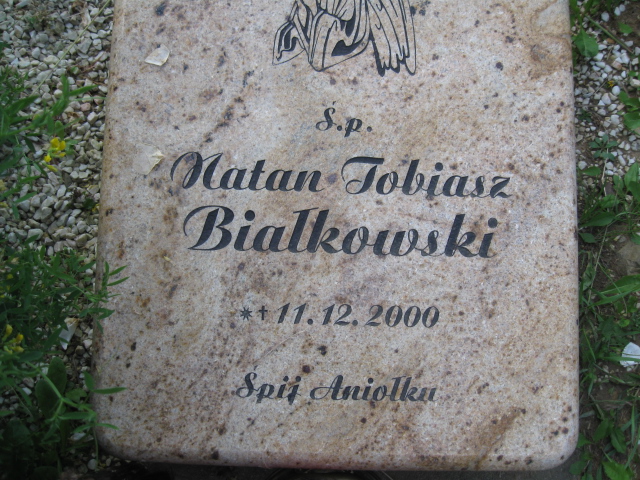 Ś.p.
Natan Tobiasz
Białkowski
*† 11.12.2000
Śpij Aniołku